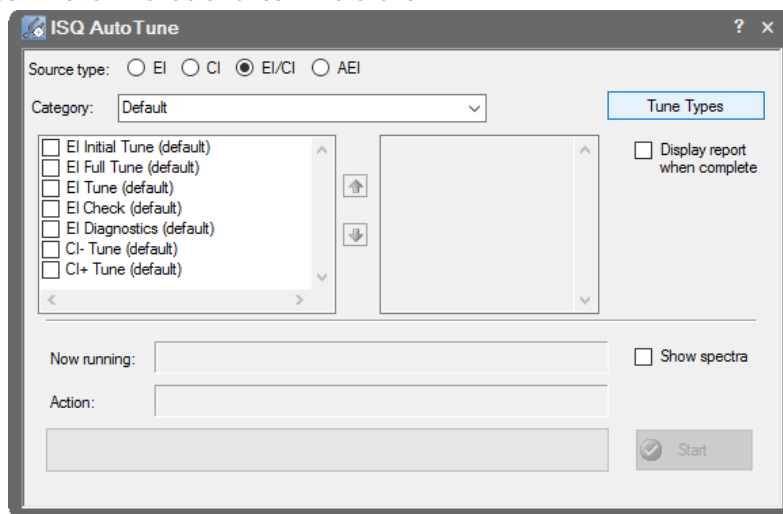 ISQ AutoTune ? ×
Source type: EI CI EI/CI AEI
Category: Default Tune Types
EI Initial Tune (default)
EI Full Tune (default)
EI Tune (default)
EI Check (default)
EI Diagnostics (default)
CI- Tune (default)
CI+ Tune (default)
Display report
when complete
Now running: Show spectra
Action:
Start